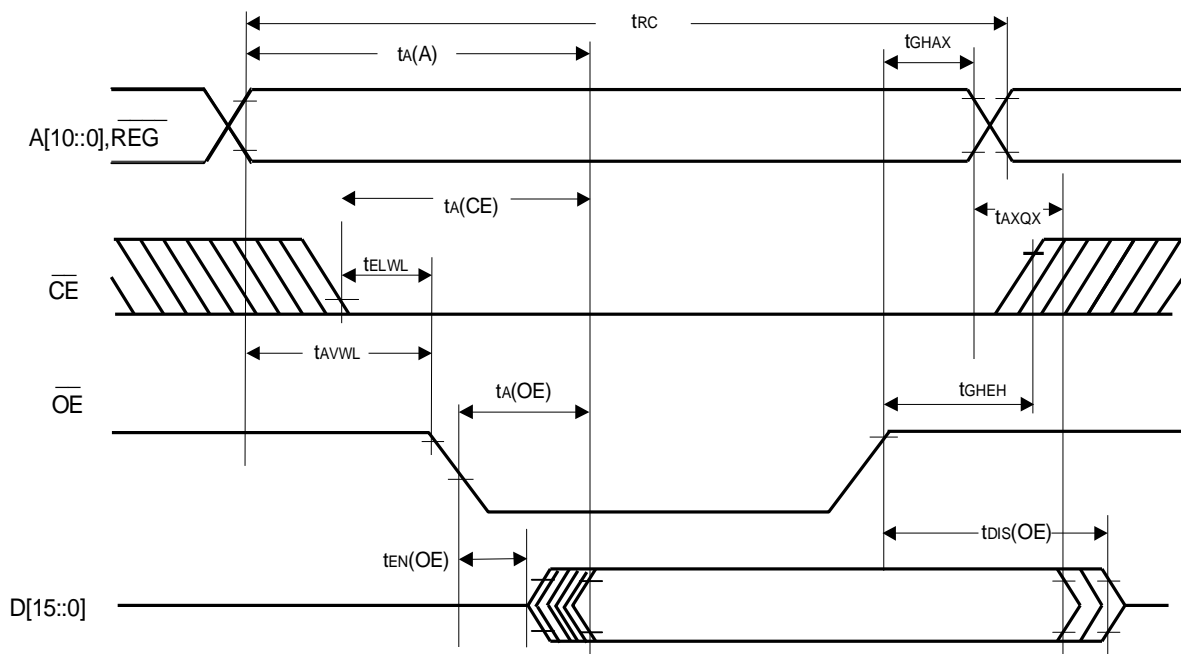 tRC
tA(A)
tGHAX
A[10::0],REG
tA(CE)
tAXQX
tELWL
CE
tAVWL
tA(OE)
tGHEH
OE
tDIS(OE)
tEN(OE)
D[15::0]